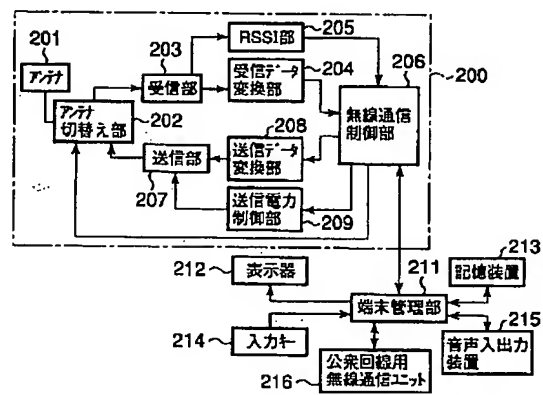 201
アンテナ
203
受信部
RSSI部
205
受信データ
変換部
204
206
無線通信
制御部
200
アンテナ
切替え部
202
208
送信データ
変換部
送信部
207
送信電力
制御部
209
212
表示器
211
端末管理部
213
記憶装置
214
入力キー
215
音声入出力
装置
公衆回線用
無線通信ユニット
216